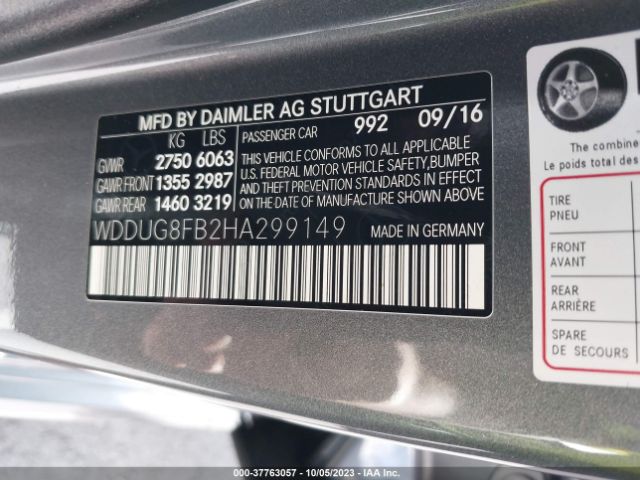 MFD BY DAIMLER AG STUTTGART
KG LBS PASSENGER CAR 992 09/16
GVWR 2750 6063
GAWR FRONT 1355 2987
GAWR REAR 1460 3219
THIS VEHICLE CONFORMS TO ALL APPLICABLE
U.S. FEDERAL MOTOR VEHICLE SAFETY, BUMPER
AND THEFT PREVENTION STANDARDS IN EFFECT
ON THE DATE OF MANUFACTURE SHOWN ABOVE
WDDUG8FB2HA299149 MADE IN GERMANY
The combine
Le poids total des
TIRE
PNEU
FRONT
AVANT
REAR
ARRIÈRE
SPARE
DE SECOURS
000-37763057 - 10/05/2023 - IAA Inc.